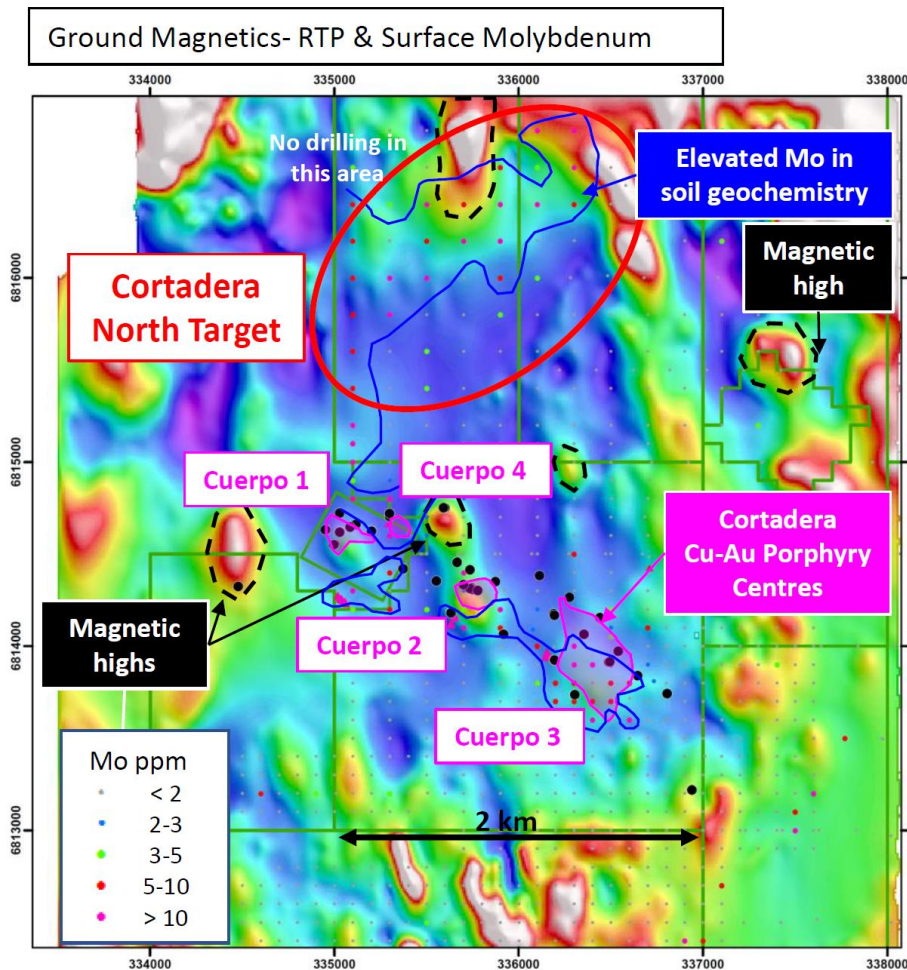 Ground Magnetics- RTP & Surface Molybdenum
334000
335000
336000
337000
338000
No drilling in
this area
Elevated Mo in
soil geochemistry
Magnetic
high
6816000
Cortadera
North Target
6815000
Cuerpo 1
Cuerpo 4
Cortadera
Cu-Au Porphyry
Centres
6814000
Magnetic
highs
Cuerpo 2
Cuerpo 3
Mo ppm
< 2
2-3
3-5
5-10
> 10
6813000
2 km
334000
335000
336000
337000
338000